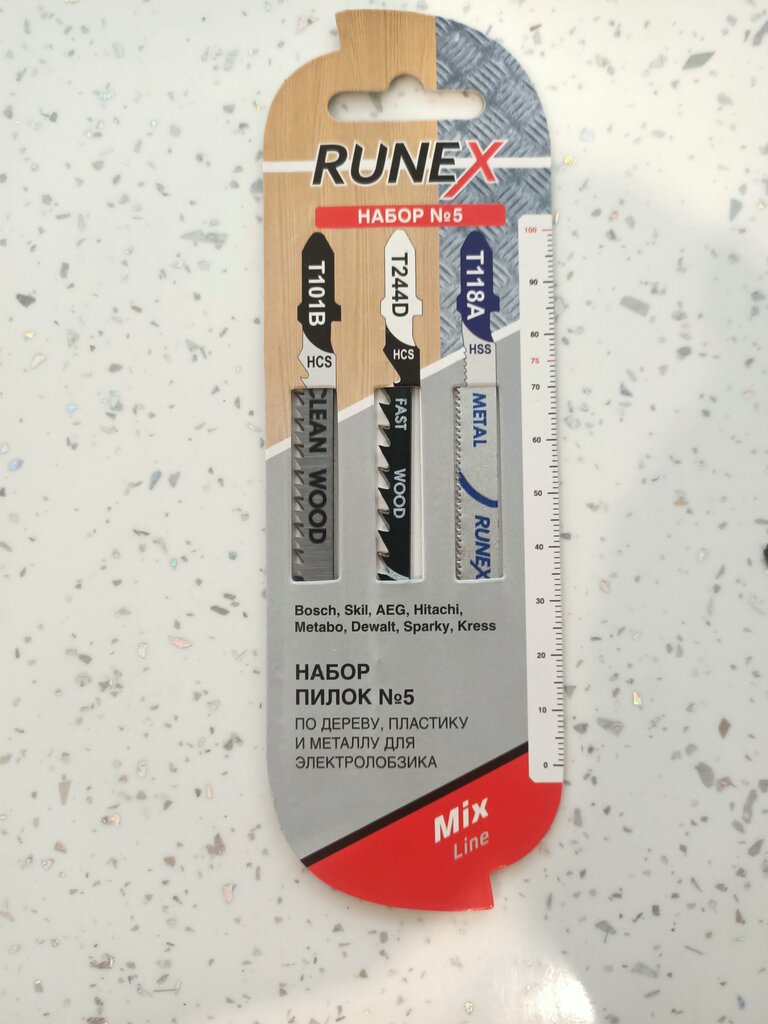 RUNEX
НАБОР №5
T101B
HCS
CLEAN WOOD
T244D
HCS
FAST WOOD
T118A
HSS
METAL RUNEX
100
90
80
75
70
60
50
40
30
20
10
0
Bosch, Skil, AEG, Hitachi,
Metabo, Dewalt, Sparky, Kress
НАБОР
ПИЛОК №5
ПО ДЕРЕВУ, ПЛАСТИКУ
И МЕТАЛЛУ ДЛЯ
ЭЛЕКТРОЛОБЗИКА
Mix
Line